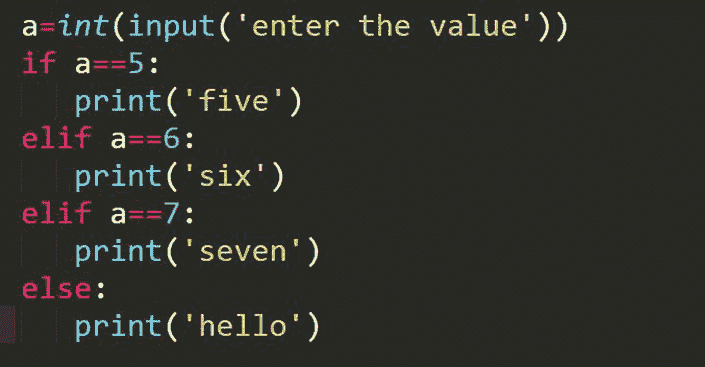 a=int(input('enter the value'))
if a==5:
    print('five')
elif a==6:
    print('six')
elif a==7:
    print('seven')
else:
    print('hello')